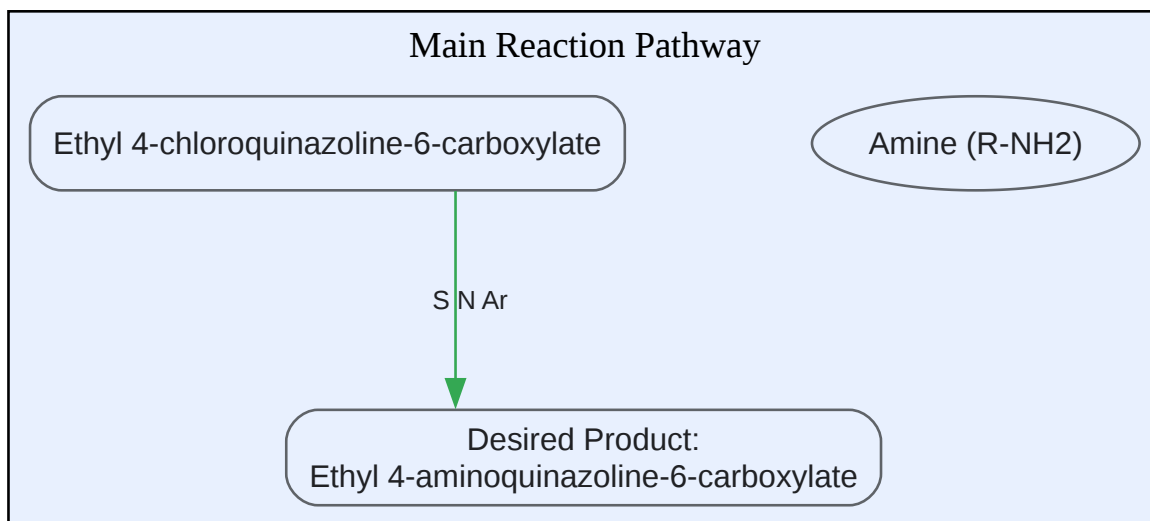 Main Reaction Pathway
Ethyl 4-chloroquinazoline-6-carboxylate
Amine (R-NH2)
S N Ar
Desired Product:
Ethyl 4-aminoquinazoline-6-carboxylate